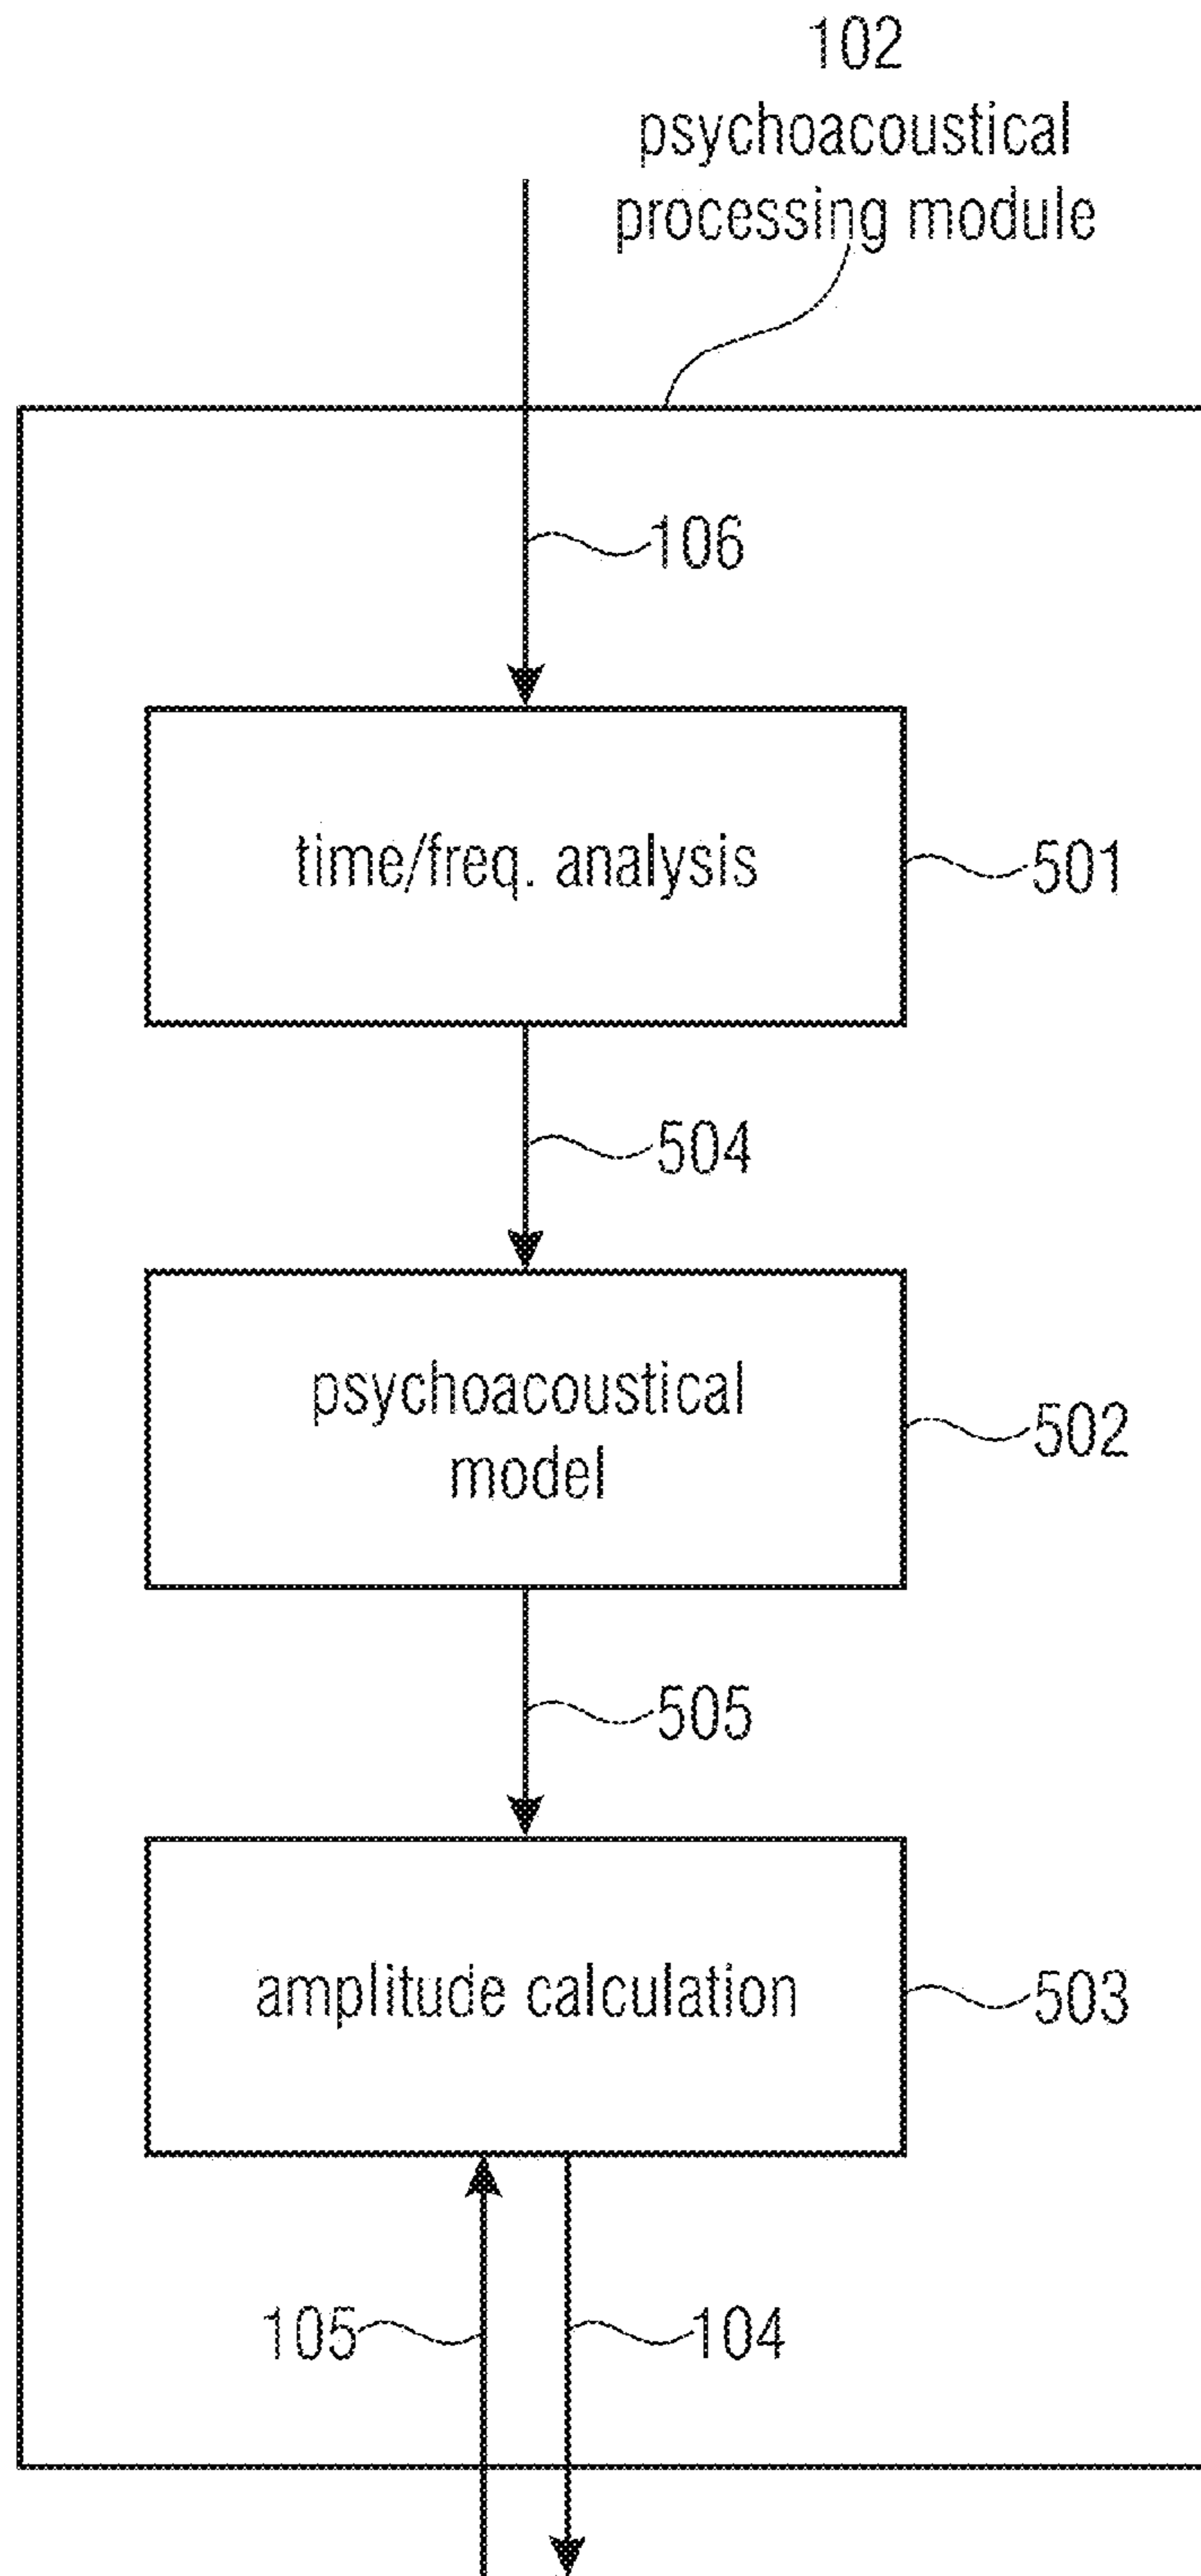 102
psychoacoustical
processing module
106
time/freq. analysis
501
504
psychoacoustical
model
502
505
amplitude calculation
503
105
104